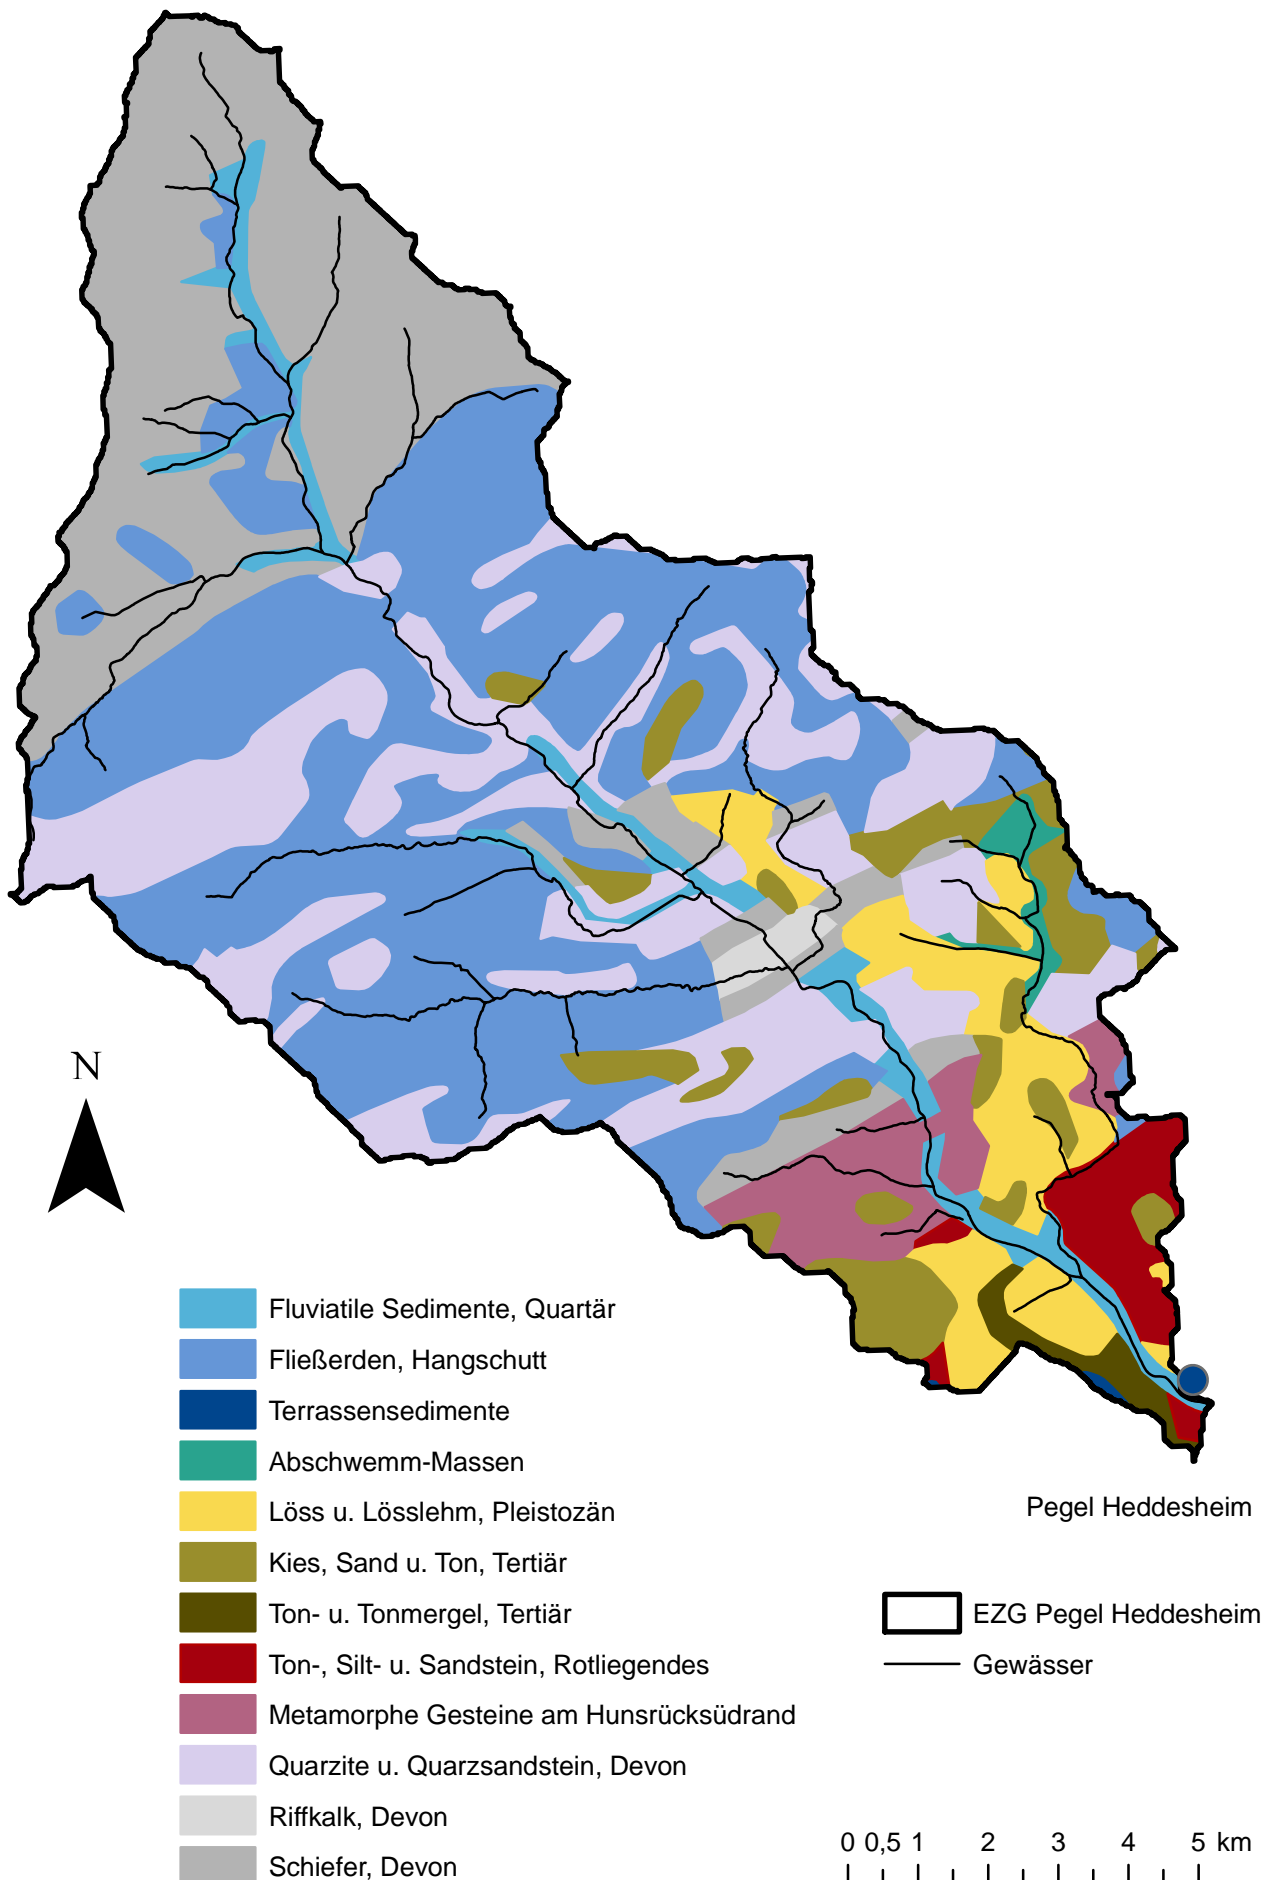 N
Fluviatile Sedimente, Quartär
Fließerden, Hangschutt
Terrassensedimente
Abschwemm-Massen
Löss u. Lösslehm, Pleistozän
Kies, Sand u. Ton, Tertiär
Ton- u. Tonmergel, Tertiär
Ton-, Silt- u. Sandstein, Rotliegendes
Metamorphe Gesteine am Hunsrücksüdrand
Quarzite u. Quarzsandstein, Devon
Riffkalk, Devon
Schiefer, Devon
Pegel Heddesheim
EZG Pegel Heddesheim
Gewässer
0 0,5 1 2 3 4 5 km